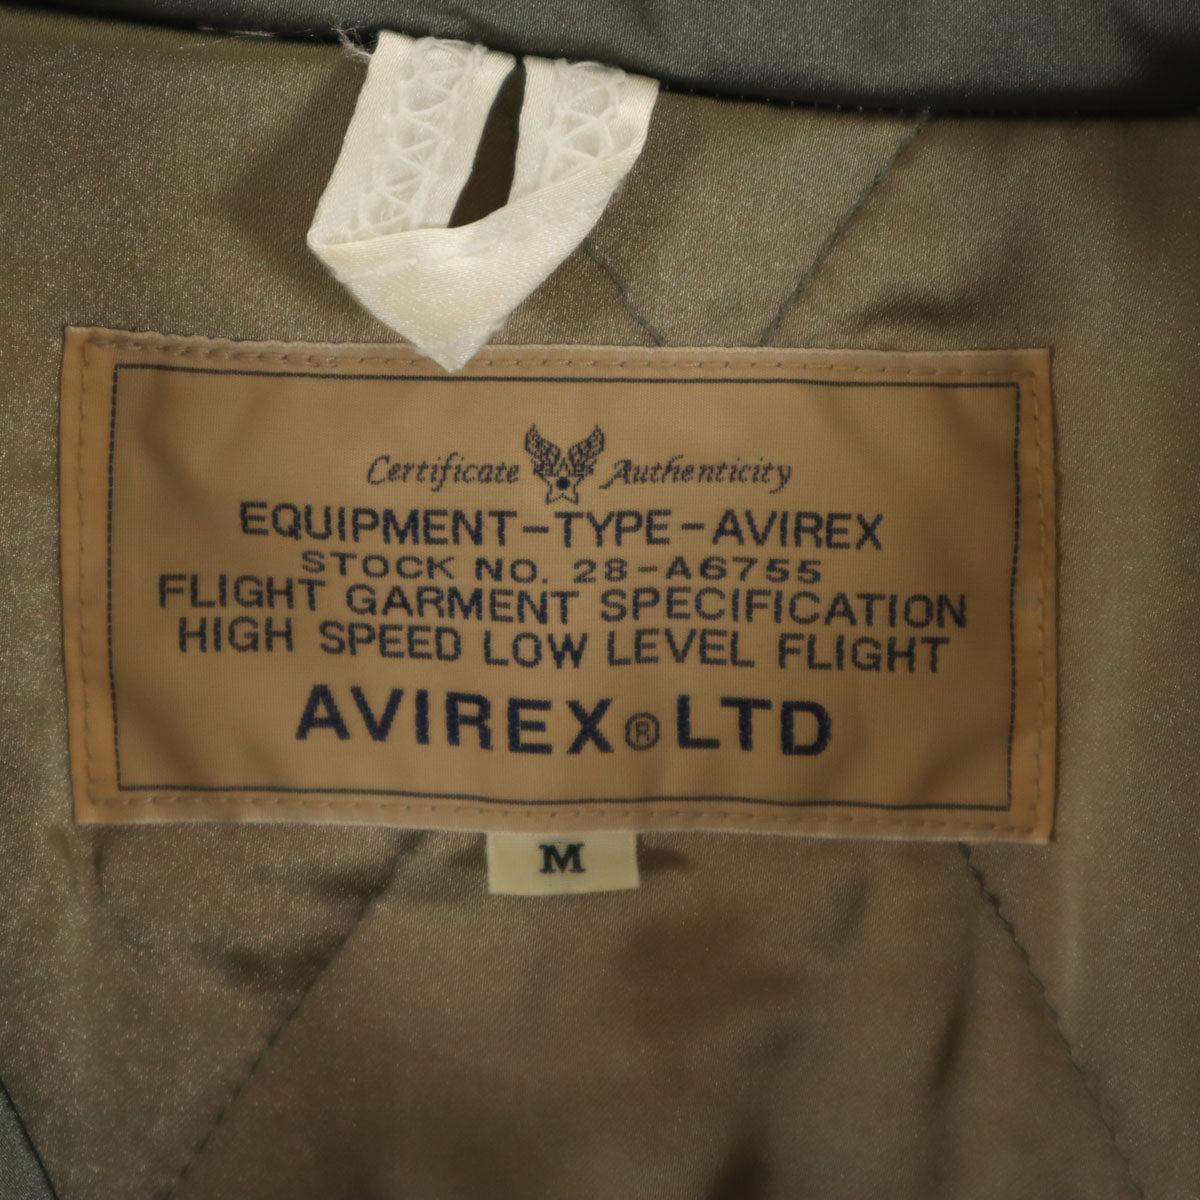 Certificate Authenticity
EQUIPMENT-TYPE-AVIREX
STOCK NO. 28-A6755
FLIGHT GARMENT SPECIFICATION
HIGH SPEED LOW LEVEL FLIGHT
AVIREX® LTD
M